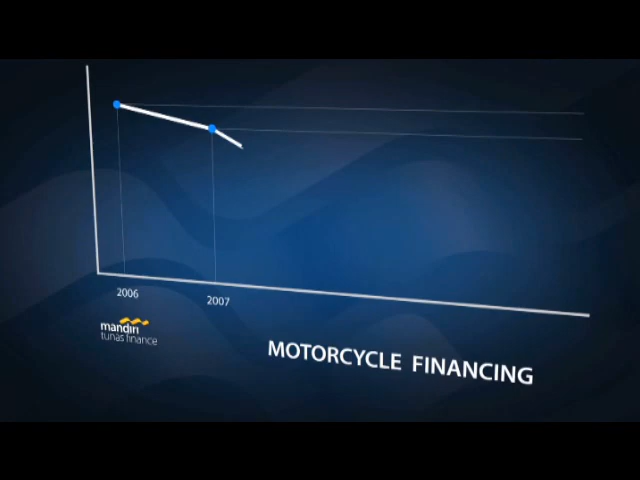 2006
2007
mandiri
tunas finance
MOTORCYCLE FINANCING